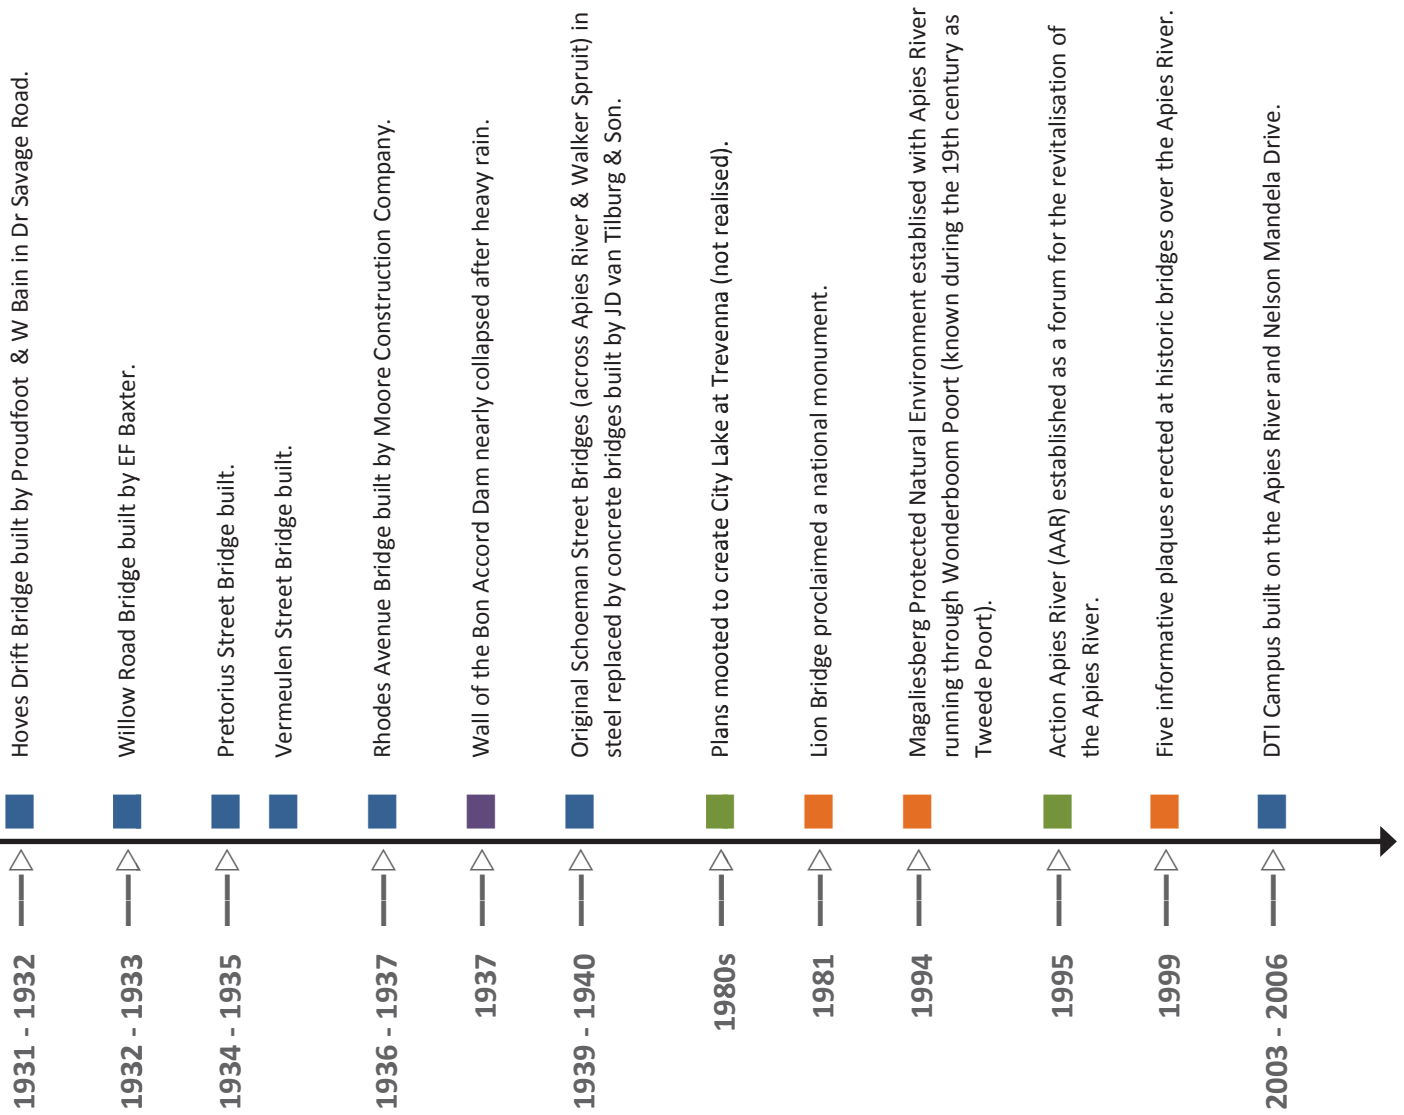 1931 - 1932
Hoves Drift Bridge built by Proudfoot & W Bain in Dr Savage Road.
1932 - 1933
Willow Road Bridge built by EF Baxter.
1934 - 1935
Pretorius Street Bridge built.
Vermeulen Street Bridge built.
1936 - 1937
Rhodes Avenue Bridge built by Moore Construction Company.
1937
Wall of the Bon Accord Dam nearly collapsed after heavy rain.
1939 - 1940
Original Schoeman Street Bridges (across Apies River & Walker Spruit) in
steel replaced by concrete bridges built by JD van Tilburg & Son.
1980s
Plans mooted to create City Lake at Trevenna (not realised).
1981
Lion Bridge proclaimed a national monument.
1994
Magaliesberg Protected Natural Environment establised with Apies River
running through Wonderboom Poort (known during the 19th century as
Tweede Poort).
1995
Action Apies River (AAR) established as a forum for the revitalisation of
the Apies River.
1999
Five informative plaques erected at historic bridges over the Apies River.
2003 - 2006
DTI Campus built on the Apies River and Nelson Mandela Drive.